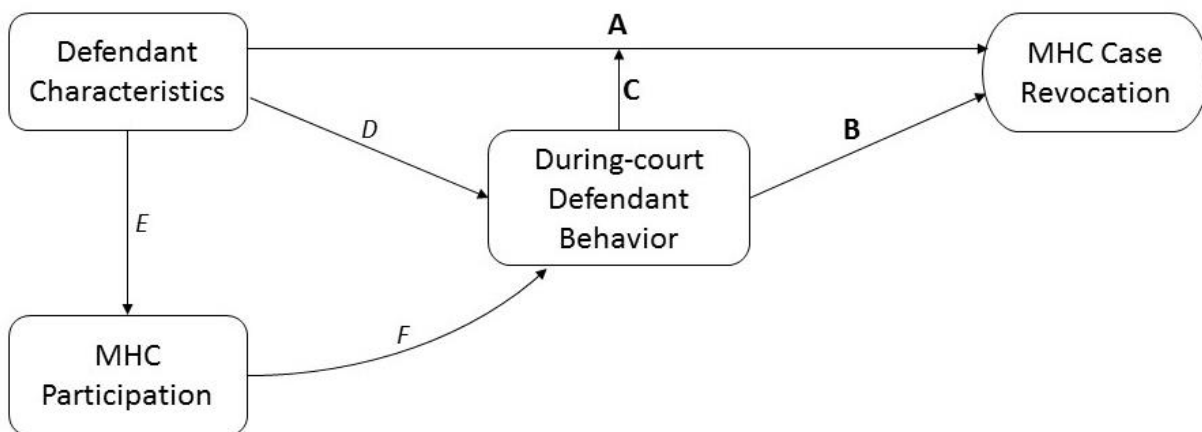 Defendant
Characteristics
A
MHC Case
Revocation
C
D
B
During-court
Defendant
Behavior
E
MHC
Participation
F